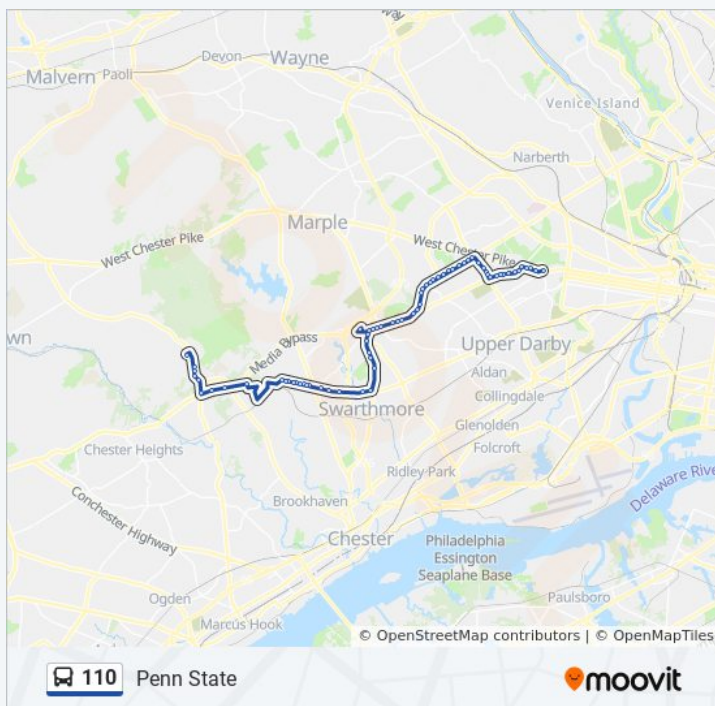 Wayne
Devon
Malvern
Paoli
Venice Island
Narberth
Marple
West Chester Pike
West Chester Pike
Media Bypass
Upper Darby
Aldan
Collingdale
Swarthmore
Glenolden
Folcroft
Chester Heights
Ridley Park
Delaware Rive
Conchester Highway
Brookhaven
Chester
Philadelphia
Essington
Seaplane Base
Ogden
Paulsboro
Marcus Hook
© OpenStreetMap contributors | © OpenMapTiles
110 Penn State
moovit